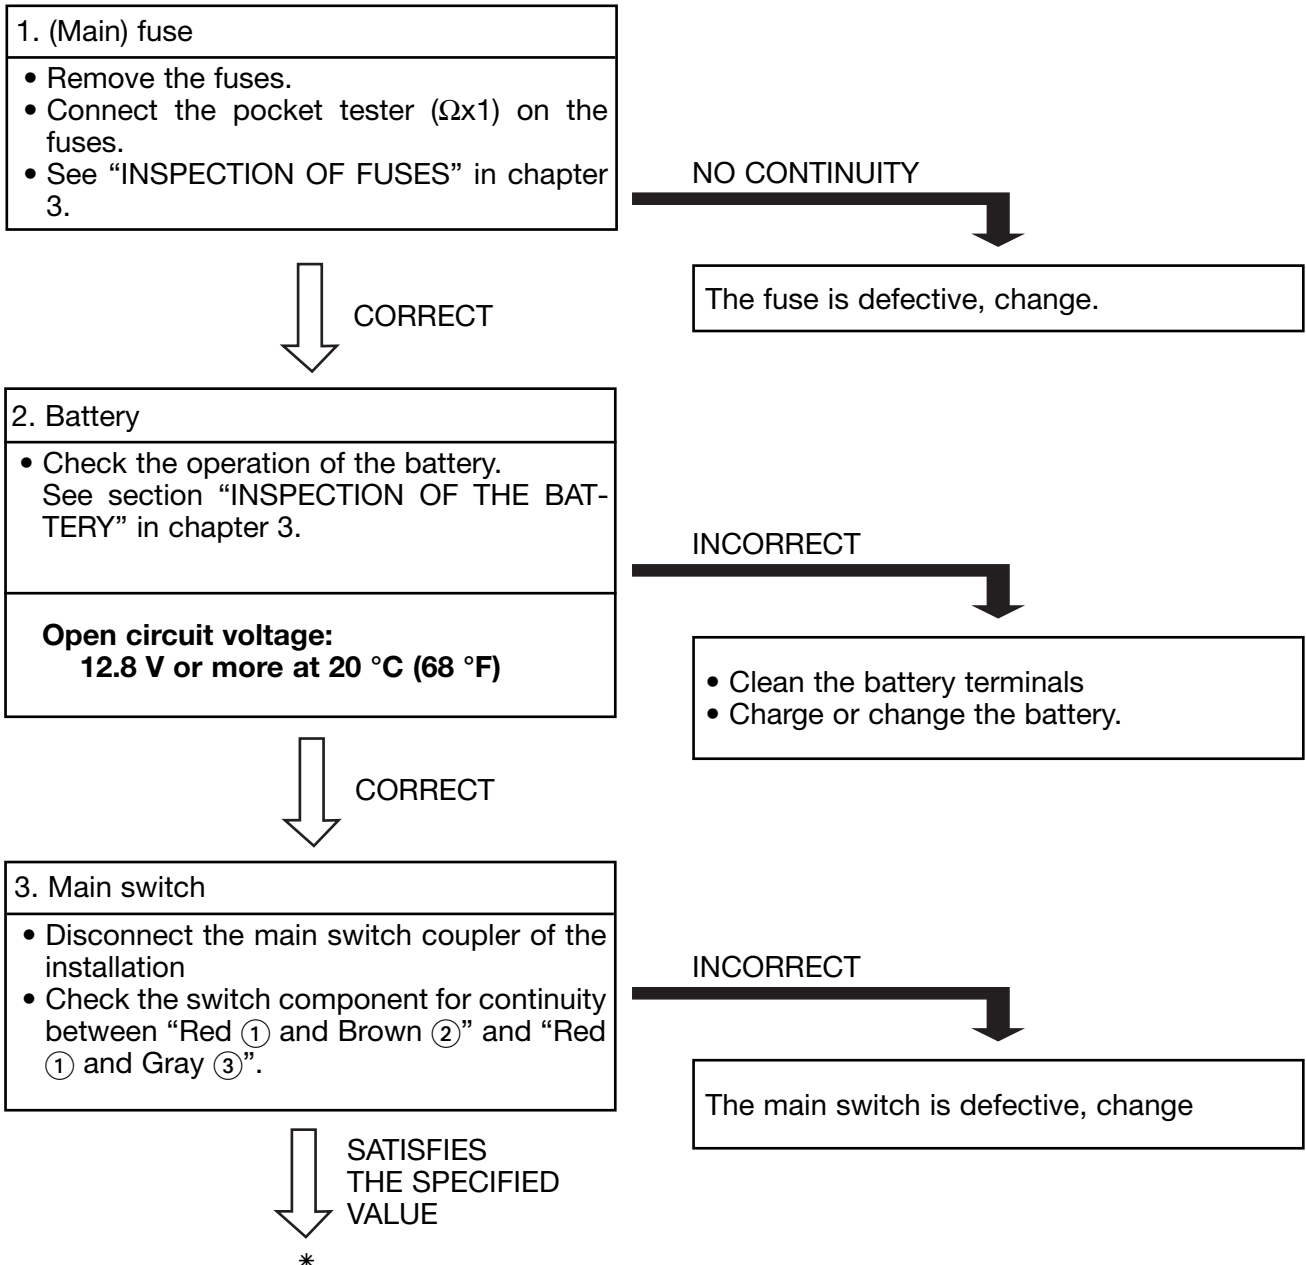 1. (Main) fuse
• Remove the fuses.
• Connect the pocket tester (Ωx1) on the
fuses.
• See “INSPECTION OF FUSES” in chapter
3.
NO CONTINUITY
The fuse is defective, change.
CORRECT
2. Battery
• Check the operation of the battery.
See section “INSPECTION OF THE BAT-
TERY” in chapter 3.
Open circuit voltage:
12.8 V or more at 20 °C (68 °F)
INCORRECT
• Clean the battery terminals
• Charge or change the battery.
CORRECT
3. Main switch
• Disconnect the main switch coupler of the
installation
• Check the switch component for continuity
between “Red ① and Brown ②” and “Red
① and Gray ③”.
INCORRECT
The main switch is defective, change
SATISFIES
THE SPECIFIED
VALUE
*